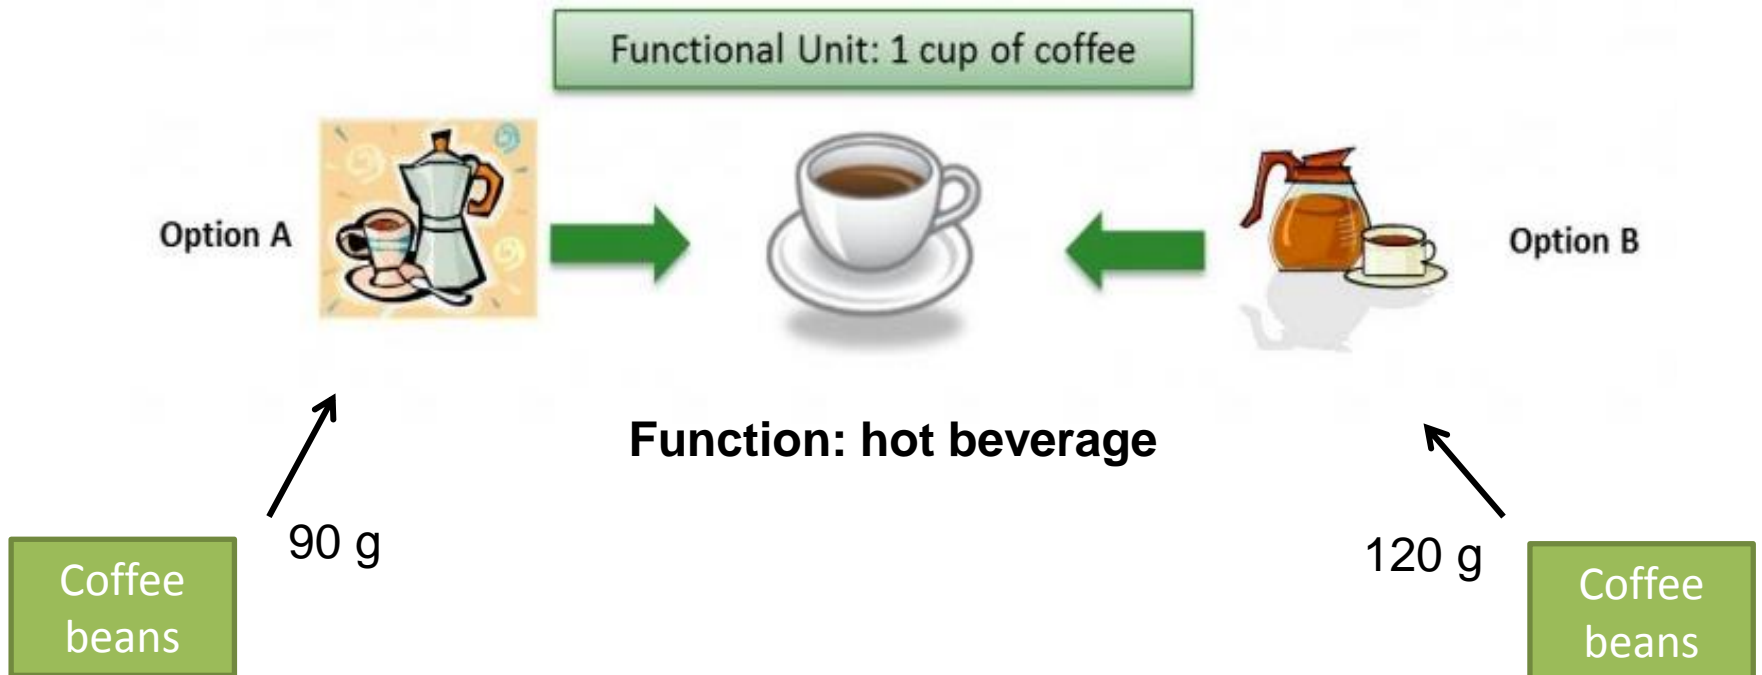 Functional Unit: 1 cup of coffee
Option A
Option B
Function: hot beverage
90 g
120 g
Coffee
beans
Coffee
beans